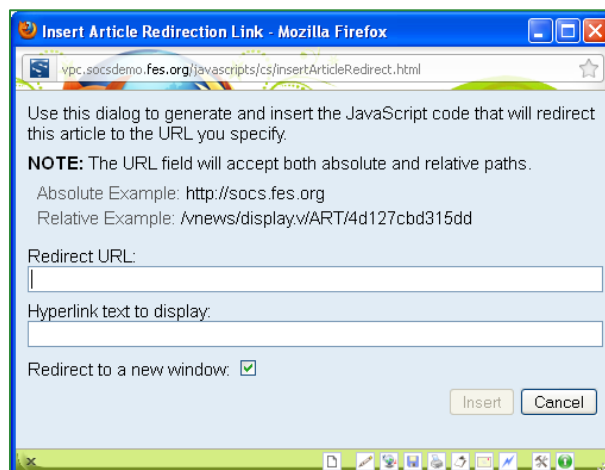 Insert Article Redirection Link - Mozilla Firefox
vpc.socsdemo.fes.org/javascripts/cs/insertArticleRedirect.html
Use this dialog to generate and insert the JavaScript code that will redirect
this article to the URL you specify.
NOTE: The URL field will accept both absolute and relative paths.
Absolute Example: http://socs.fes.org
Relative Example: /vnews/display.v/ART/4d127cbd315dd
Redirect URL:
Hyperlink text to display:
Redirect to a new window:
Insert Cancel